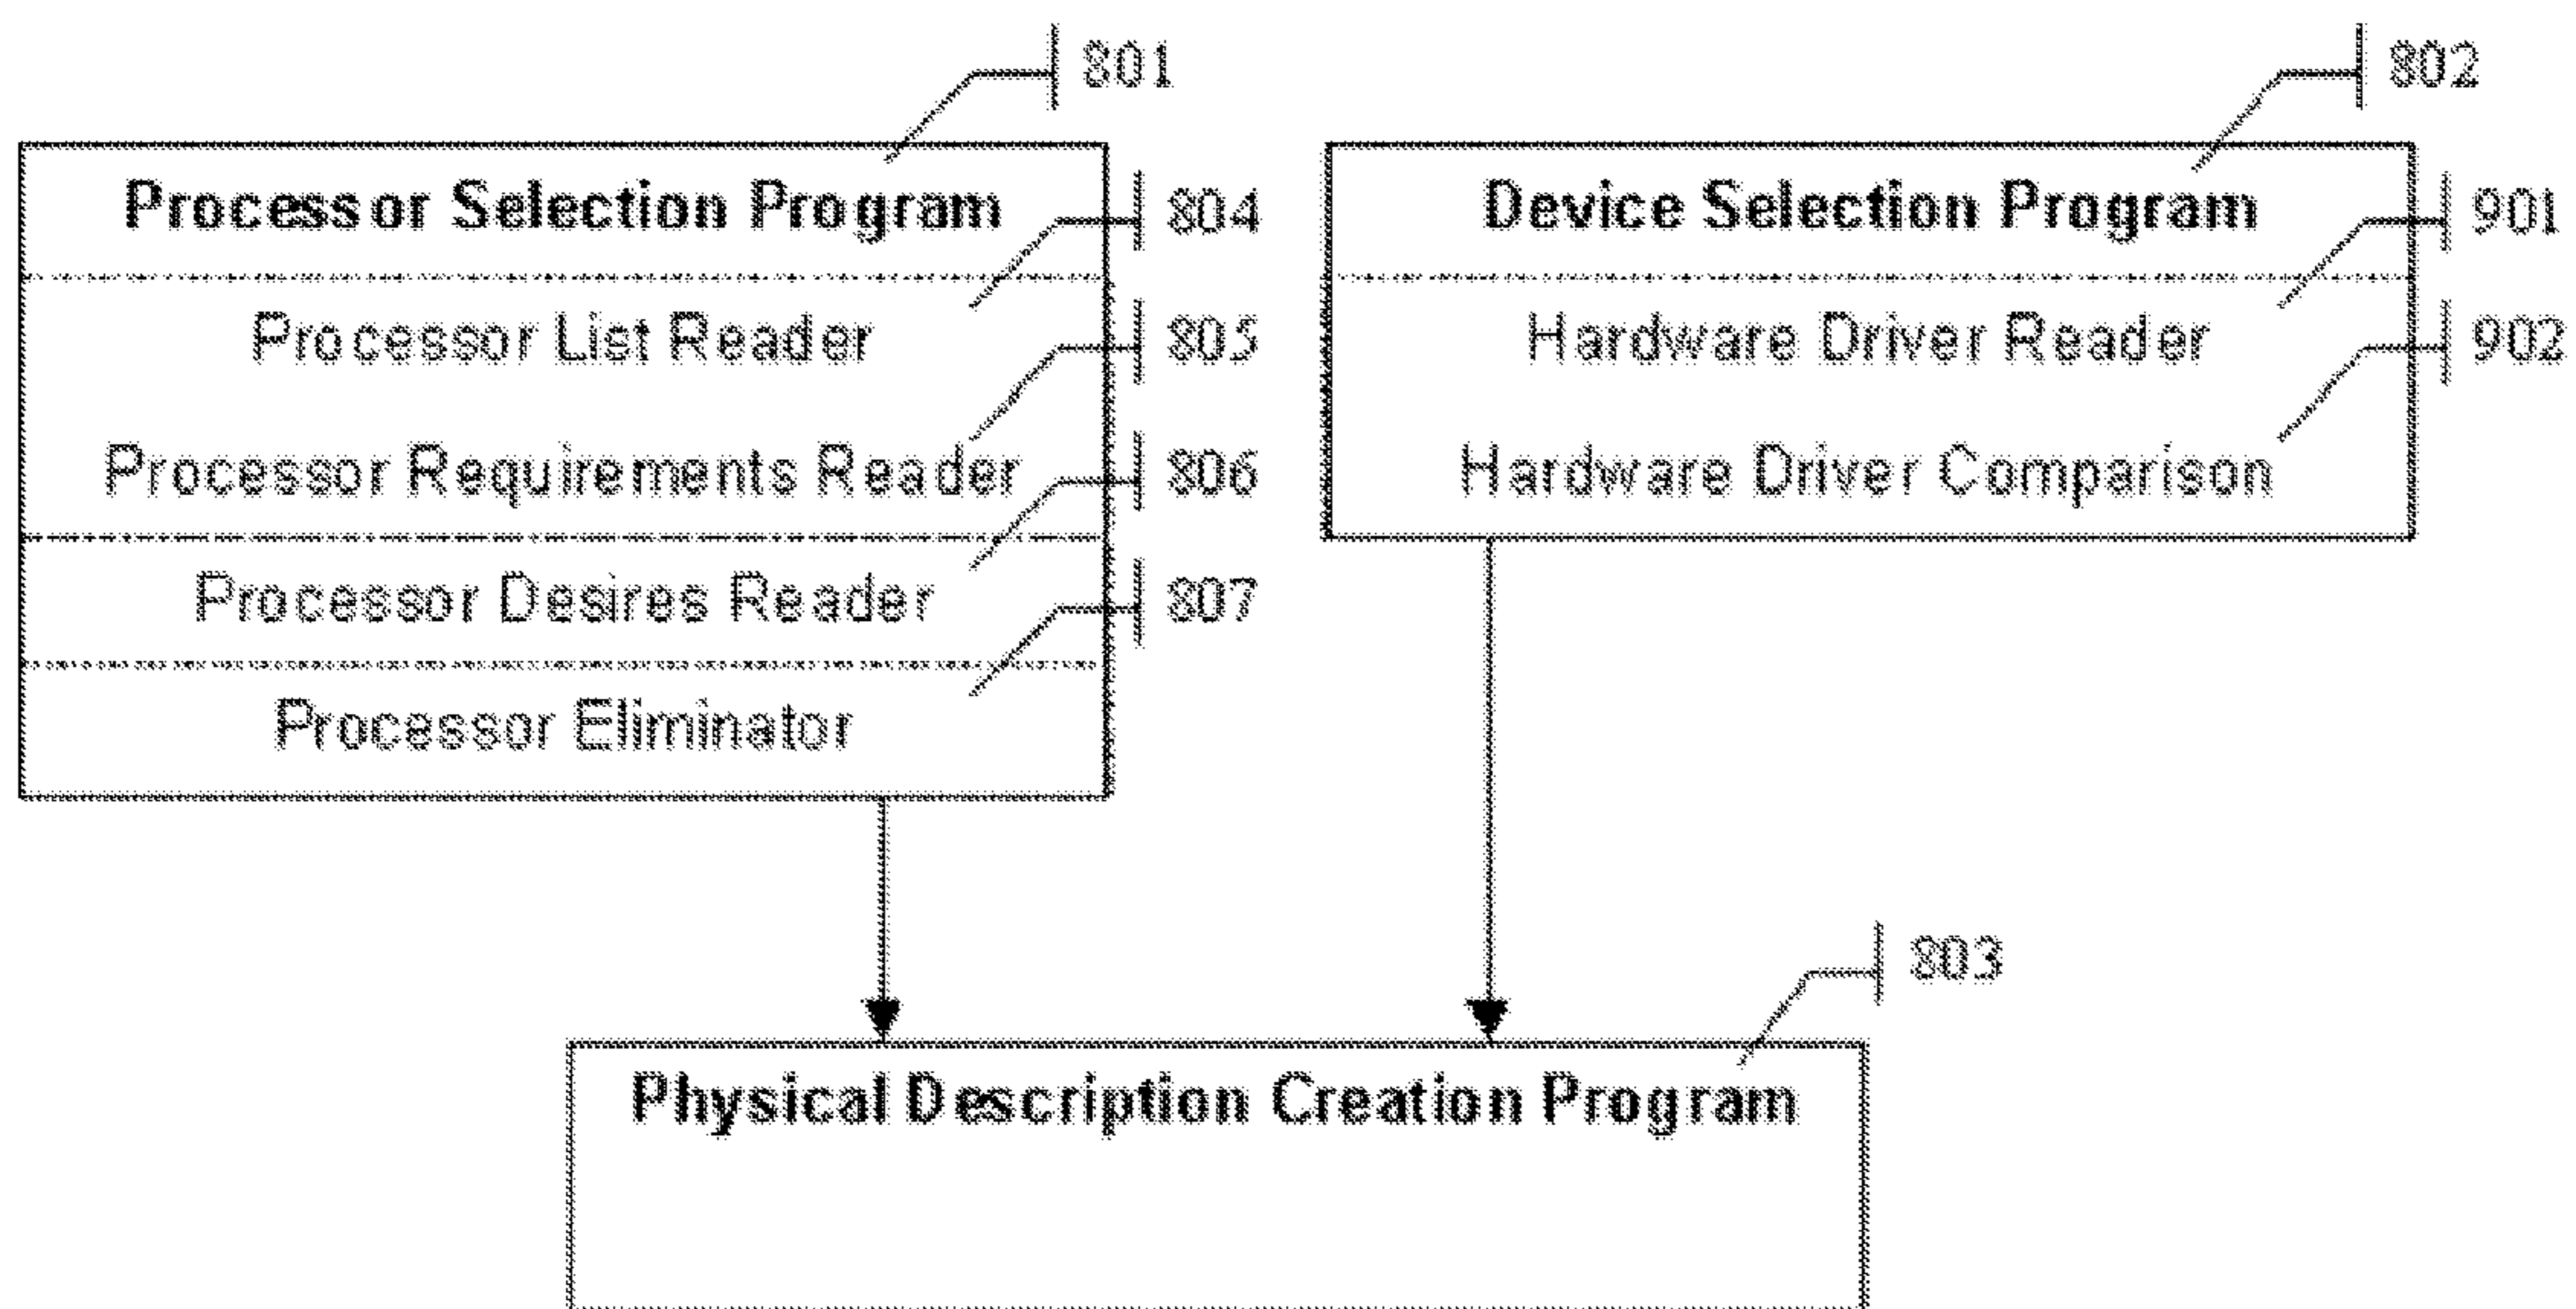 801
Processor Selection Program
804
Processor List Reader
805
Processor Requirements Reader
806
Processor Desires Reader
807
Processor Eliminator
802
Device Selection Program
901
Hardware Driver Reader
902
Hardware Driver Comparison
803
Physical Description Creation Program